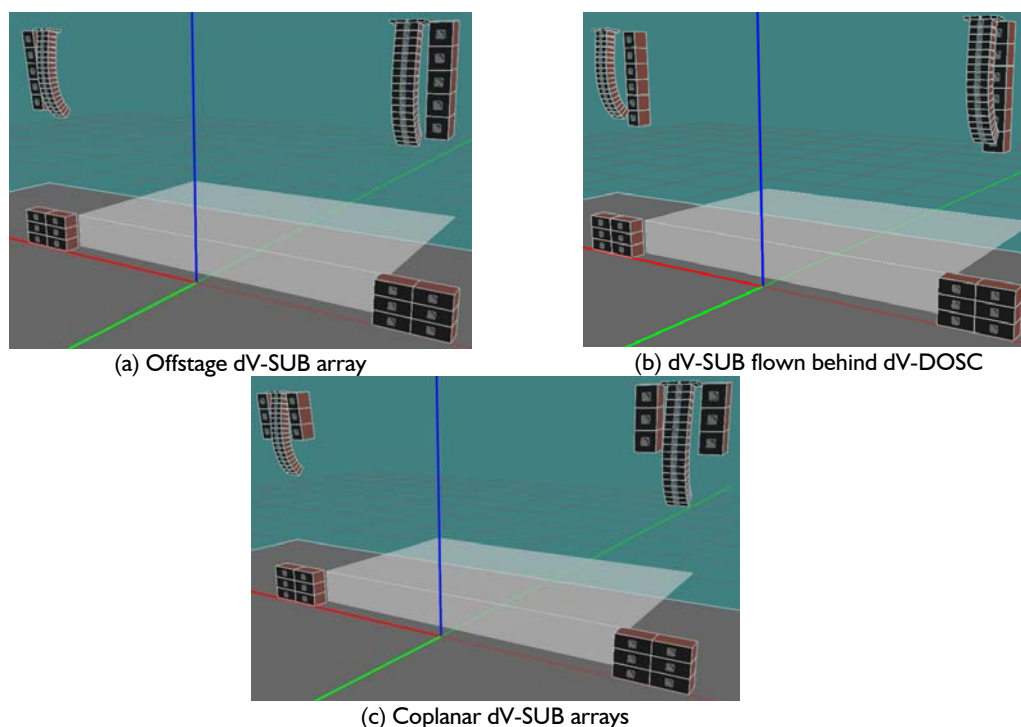 (a) Offstage dV-SUB array
(b) dV-SUB flown behind dV-DOSC
(c) Coplanar dV-SUB arrays